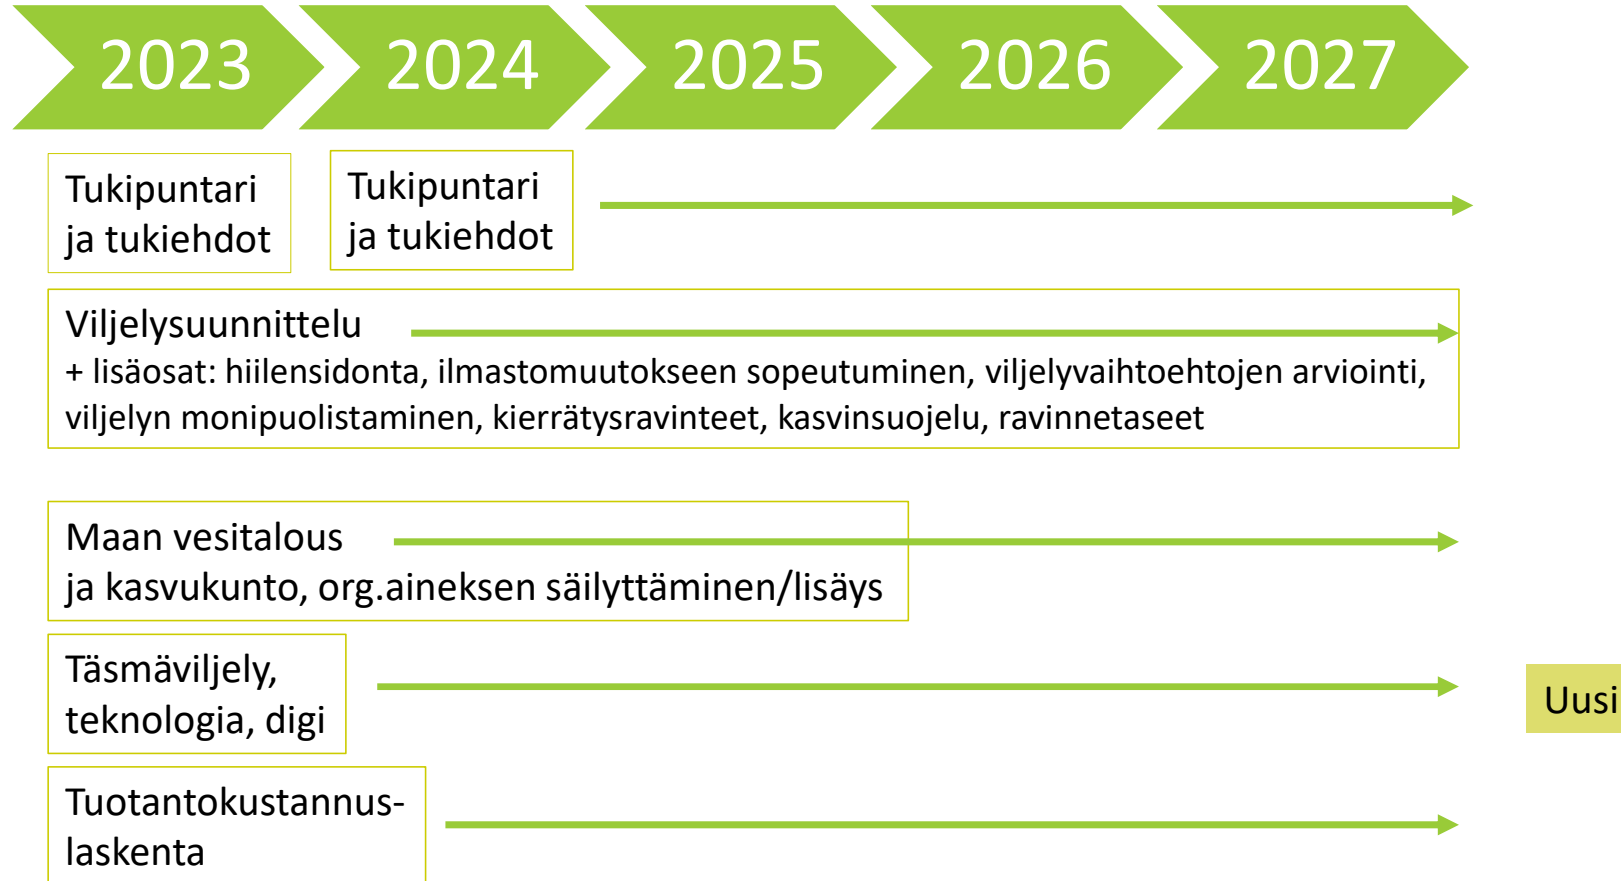 2023 2024 2025 2026 2027
Tukipuntari
ja tukiehdot
Tukipuntari
ja tukiehdot
Viljelysuunnittelu
+ lisäosat: hiilensidonta, ilmastomuutokseen sopeutuminen, viljelyvaihtoehtojen arviointi,
viljelyn monipuolistaminen, kierrätysravinteet, kasvinsuojelu, ravinnetaseet
Maan vesitalous
ja kasvukunto, org.aineksen säilyttäminen/lisäys
Täsmäviljely,
teknologia, digi
Uusi
Tuotantokustannus-
laskenta